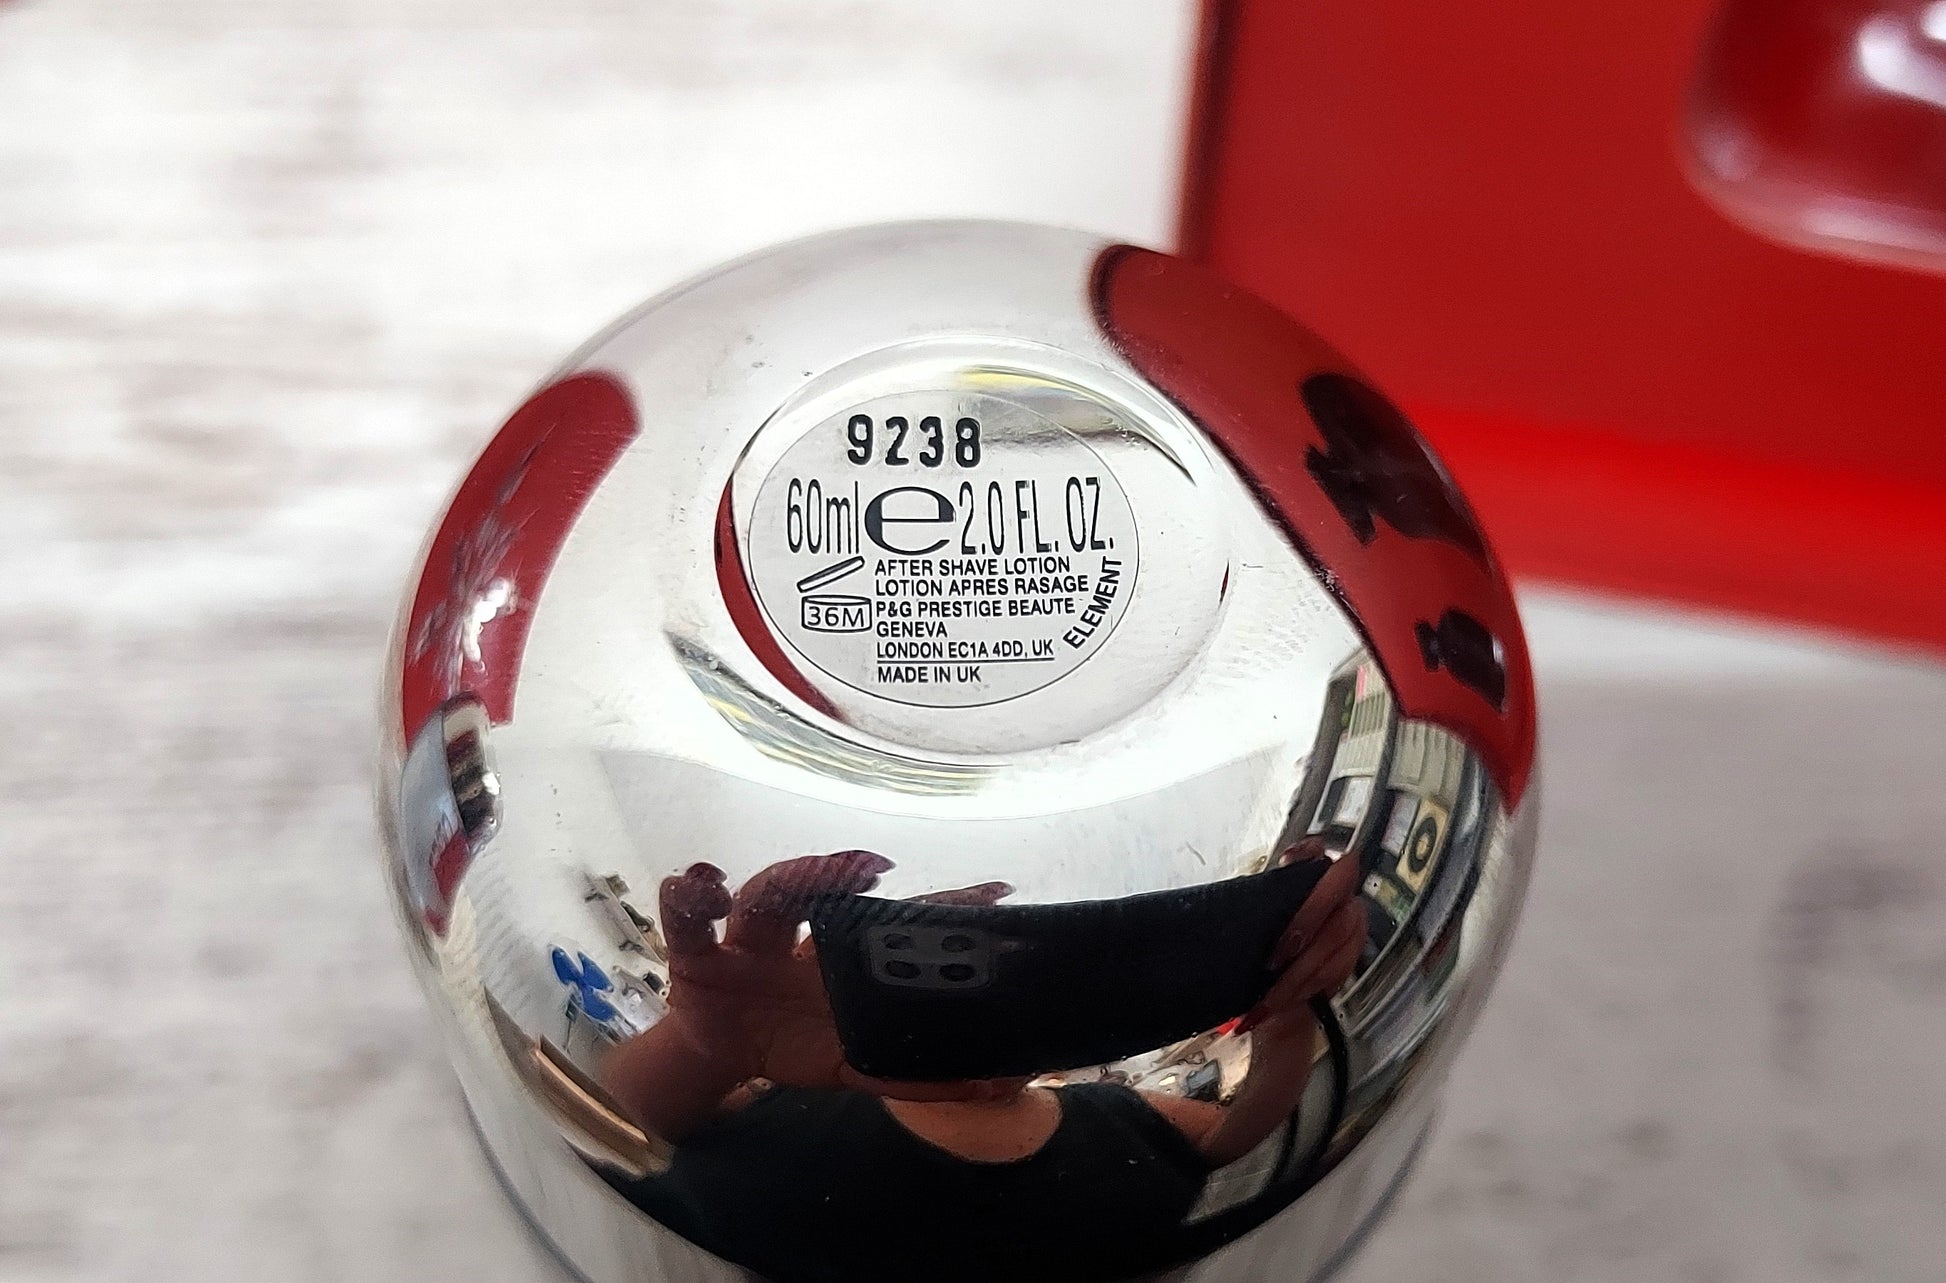 9238
60ml e 2.0 FL. OZ.
AFTER SHAVE LOTION
LOTION APRES RASAGE
36M
P&G PRESTIGE BEAUTE
GENEVA
LONDON EC1A 4DD, UK
MADE IN UK
ELEMENT